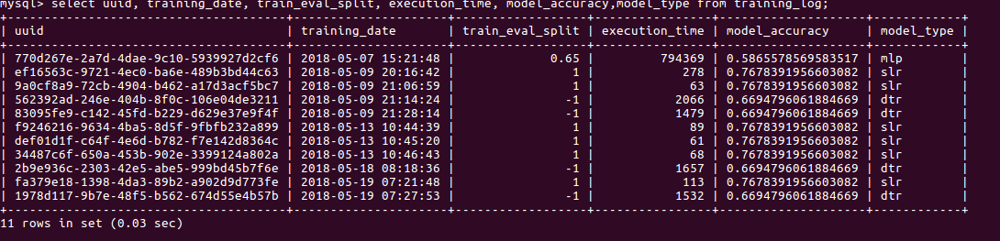 mysql> select uuid, training_date, train_eval_split, execution_time, model_accuracy,model_type from training_log;
+--------------------------------------+---------------------+------------------+----------------+--------------------+------------+
| uuid                                 | training_date       | train_eval_split | execution_time | model_accuracy     | model_type |
+--------------------------------------+---------------------+------------------+----------------+--------------------+------------+
| 770d267e-2a7d-4dae-9c10-5939927d2cf6 | 2018-05-07 15:21:48 |             0.65 |         794369 | 0.5865578569583517 | mlp        |
| ef16563c-9721-4ec0-ba6e-489b3bd44c63 | 2018-05-09 20:16:42 |                1 |            278 | 0.7678391956603082 | slr        |
| 9a0cf8a9-72cb-4904-b462-a17d3acf5bc7 | 2018-05-09 21:06:59 |                1 |             63 | 0.7678391956603082 | slr        |
| 562392ad-246e-404b-8f0c-106e04de3211 | 2018-05-09 21:14:24 |               -1 |           2066 | 0.6694796061884669 | dtr        |
| 83095fe9-c142-45fd-b229-d629e37e9f4f | 2018-05-09 21:28:14 |               -1 |           1479 | 0.6694796061884669 | dtr        |
| f9246216-9634-4ba5-8d5f-9fbfb232a899 | 2018-05-13 10:44:39 |                1 |             89 | 0.7678391956603082 | slr        |
| def01d1f-c64f-4e6d-b782-f7e142d8364c | 2018-05-13 10:45:20 |                1 |             61 | 0.7678391956603082 | slr        |
| 34487c6f-650a-453b-902e-3399124a802a | 2018-05-13 10:46:43 |                1 |             68 | 0.7678391956603082 | slr        |
| 2b9e936c-2303-42e5-abe5-999bd45b7f6e | 2018-05-18 08:18:36 |               -1 |           1657 | 0.6694796061884669 | dtr        |
| fa379e18-1398-4da3-89b2-a902d9d773fe | 2018-05-19 07:21:48 |                1 |            113 | 0.7678391956603082 | slr        |
| 1978d117-9b7e-48f5-b562-674d55e4b57b | 2018-05-19 07:27:53 |               -1 |           1532 | 0.6694796061884669 | dtr        |
+--------------------------------------+---------------------+------------------+----------------+--------------------+------------+
11 rows in set (0.03 sec)